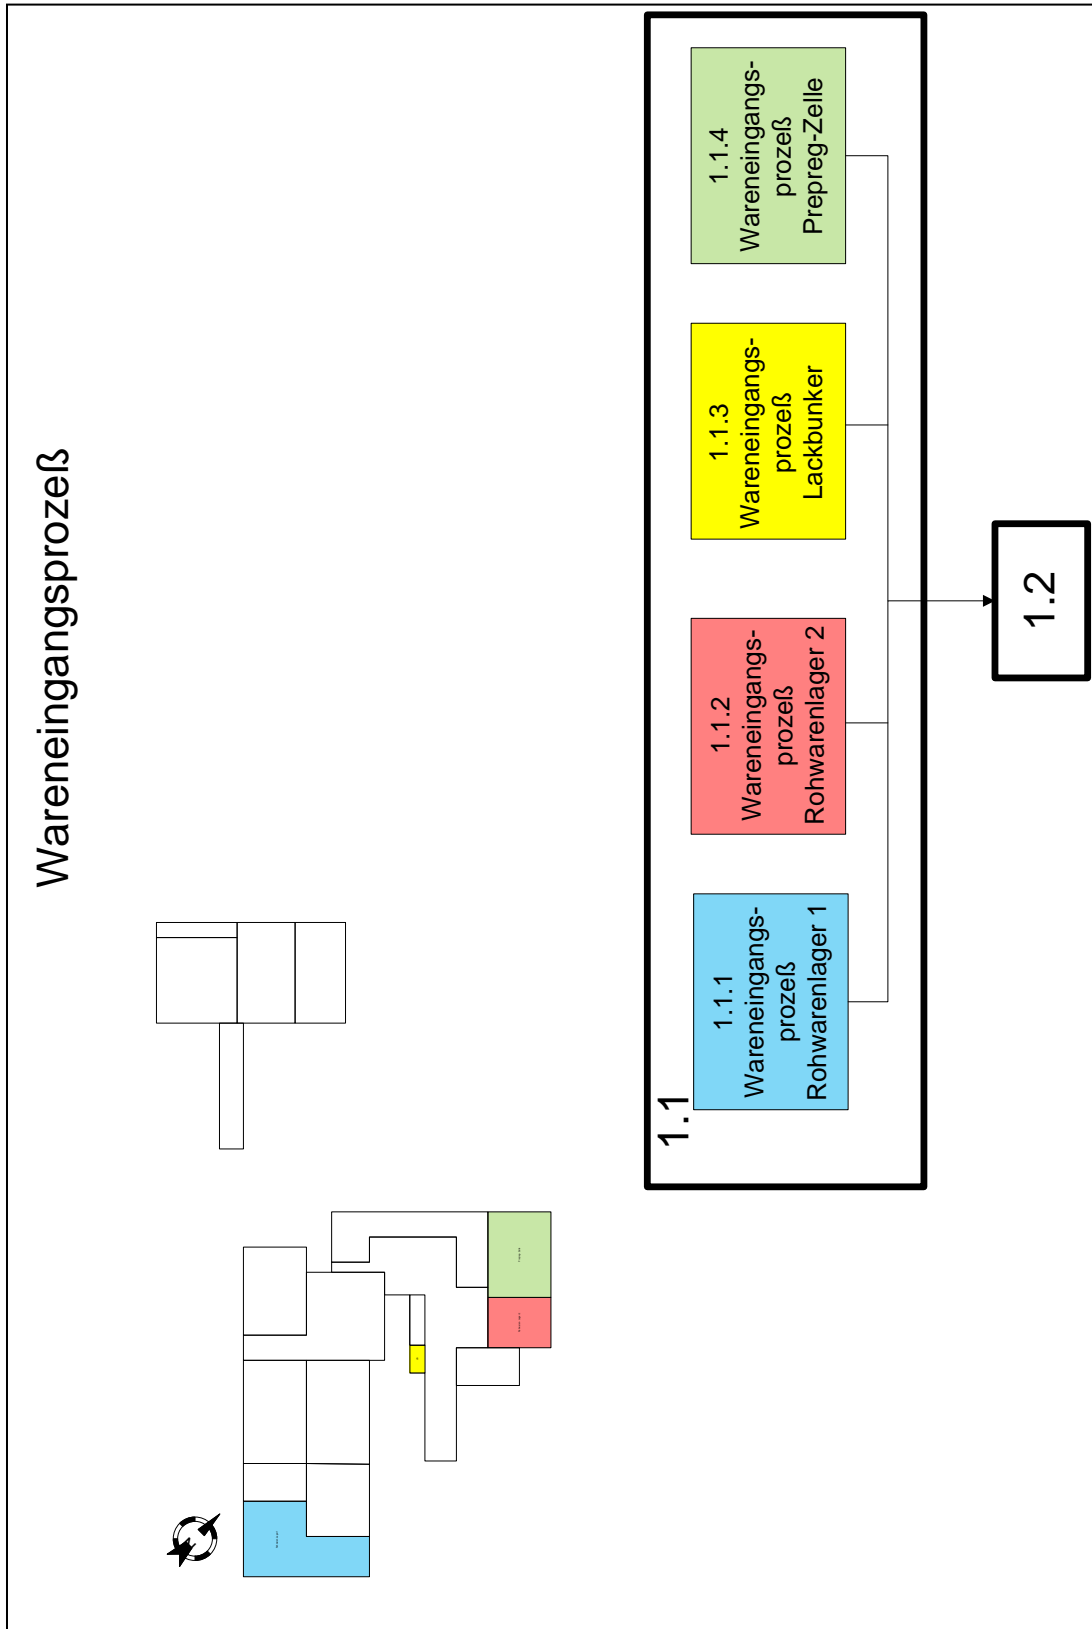 Wareneingangsprozeß
1.1
1.1.1
Wareneingangs-
prozeß
Rohwarenlager 1
1.1.2
Wareneingangs-
prozeß
Rohwarenlager 2
1.1.3
Wareneingangs-
prozeß
Lackbunker
1.1.4
Wareneingangs-
prozeß
Prepreg-Zelle
1.2